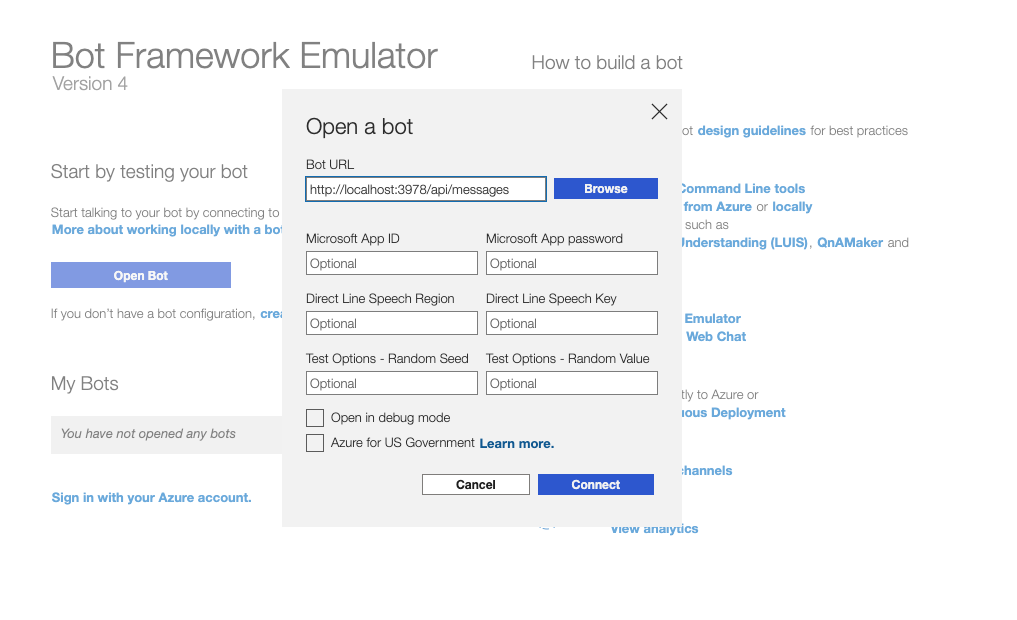 Bot Framework Emulator
Version 4
How to build a bot
design guidelines for best practices
Start by testing your bot
Start talking to your bot by connecting to
More about working locally with a bot
Open Bot
If you don't have a bot configuration,
My Bots
You have not opened any bots
Sign in with your Azure account.
Open a bot
Bot URL
http://localhost:3978/api/messages
Browse
Microsoft App ID
Microsoft App password
Optional
Optional
Direct Line Speech Region
Direct Line Speech Key
Optional
Optional
Test Options - Random Seed
Test Options - Random Value
Optional
Optional
Open in debug mode
Azure for US Government Learn more.
Cancel
Connect
Command Line tools
from Azure or locally
such as
Understanding (LUIS), QnAMaker and
Emulator
Web Chat
to Azure or
Deployment
channels
View analytics